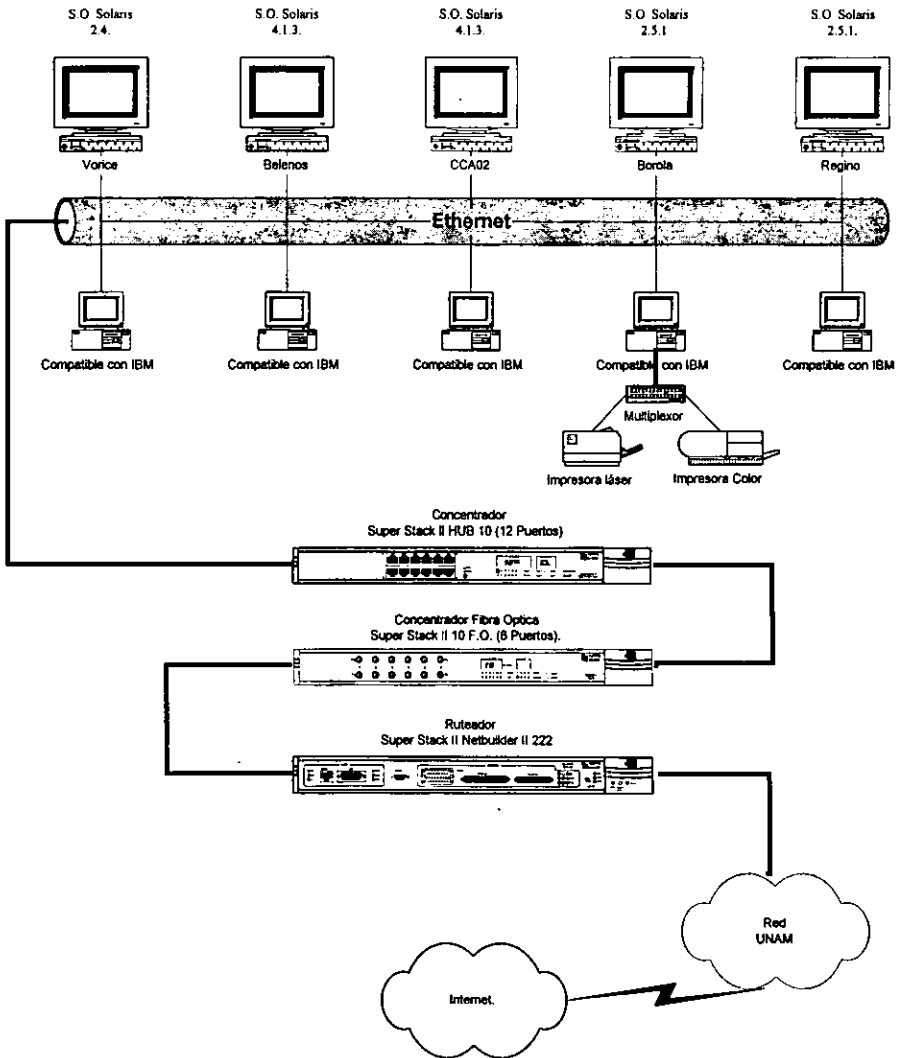 S.O. Solaris
2.4.
S.O. Solaris
4.1.3.
S.O. Solaris
4.1.3.
S.O. Solaris
2.5.1
S.O. Solaris
2.5.1.
Vorice
Belenos
CCA02
Borola
Regino
Ethernet
Compatible con IBM
Compatible con IBM
Compatible con IBM
Compatible con IBM
Compatible con IBM
Multiplexor
Impresora láser
Impresora Color
Concentrador
Super Stack II HUB 10 (12 Puertos)
Concentrador Fibra Optica
Super Stack II 10 F.O. (6 Puertos).
Ruteador
Super Stack II Netbuilder II 222
Red
UNAM
Internet.